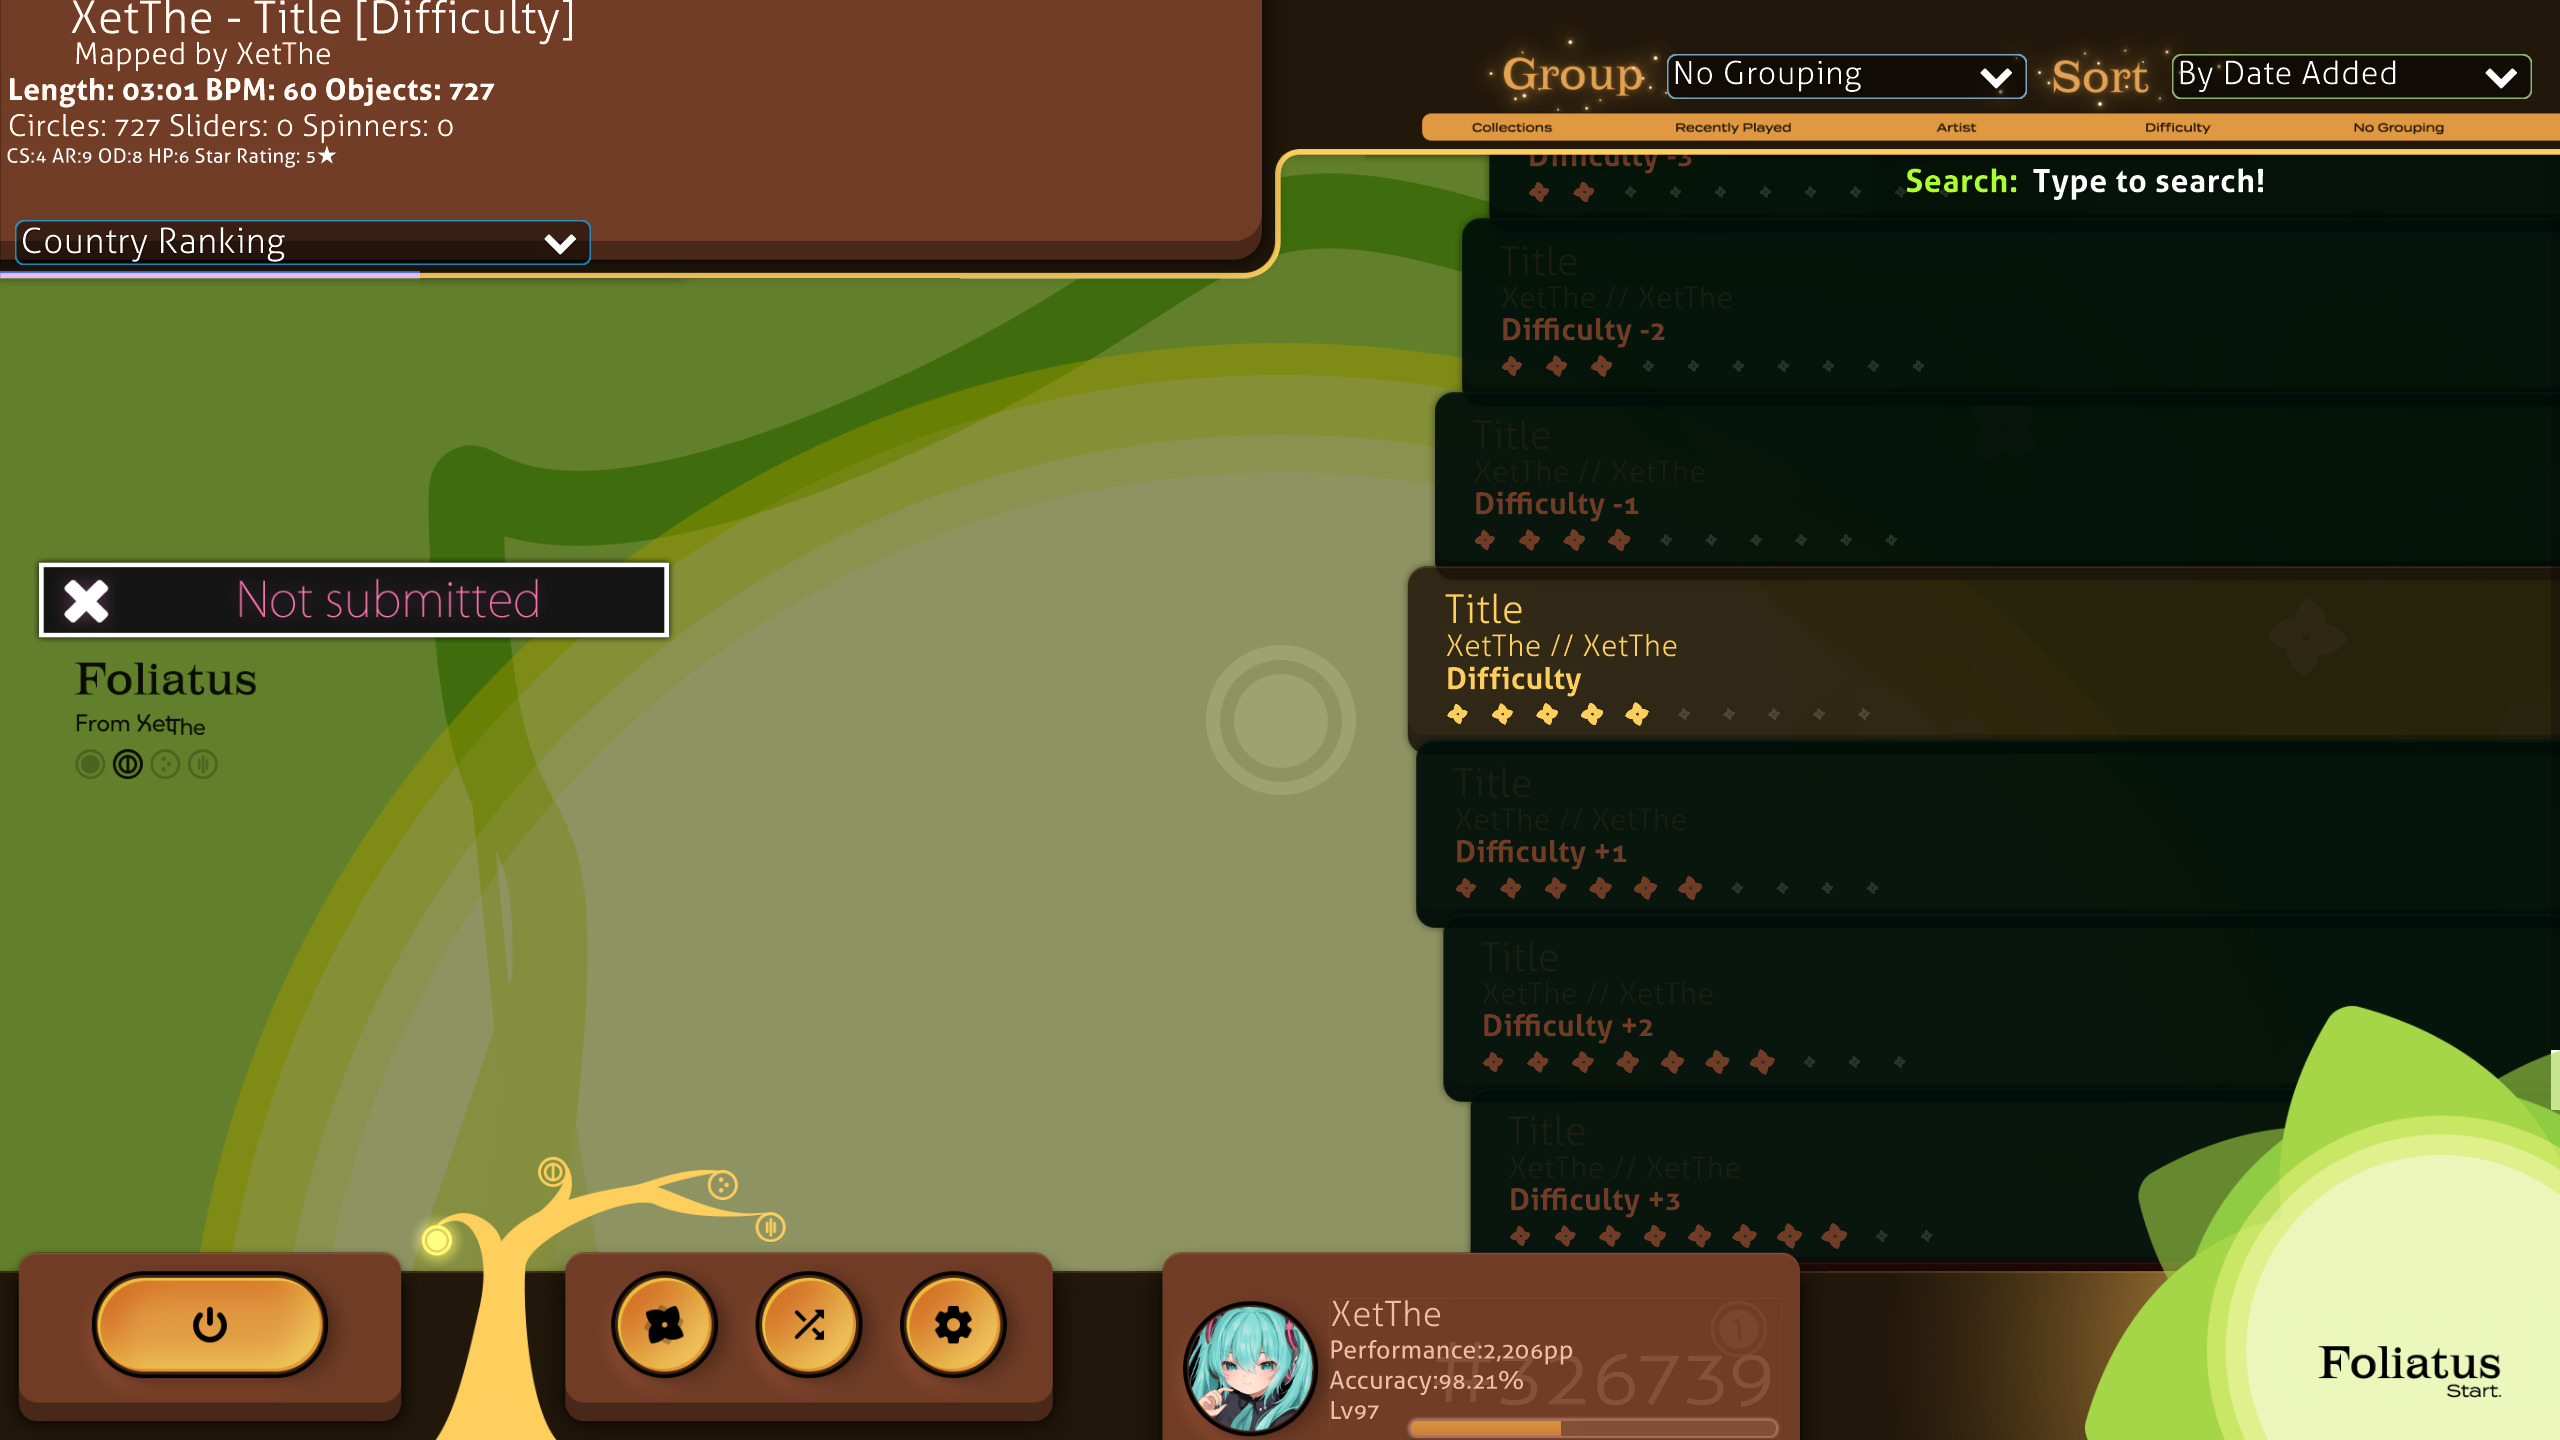 XetThe - Title [Difficulty]
Mapped by XetThe
Length: 03:01 BPM: 60 Objects: 727
Circles: 727 Sliders: 0 Spinners: 0
CS:4 AR:9 OD:8 HP:6 Star Rating: 5★
Country Ranking
Group No Grouping Sort By Date Added
Collections Recently Played Artist Difficulty No Grouping
Search: Type to search!
Difficulty -3
Title
XetThe // XetThe
Difficulty -2
Title
XetThe // XetThe
Difficulty -1
Title
XetThe // XetThe
Difficulty
Title
XetThe // XetThe
Difficulty +1
Title
XetThe // XetThe
Difficulty +2
Title
XetThe // XetThe
Difficulty +3
Not submitted
Foliatus
From XetThe
XetThe
Performance:2,206pp
Accuracy:98.21%
Lv97
#326739
1
Foliatus
Start.